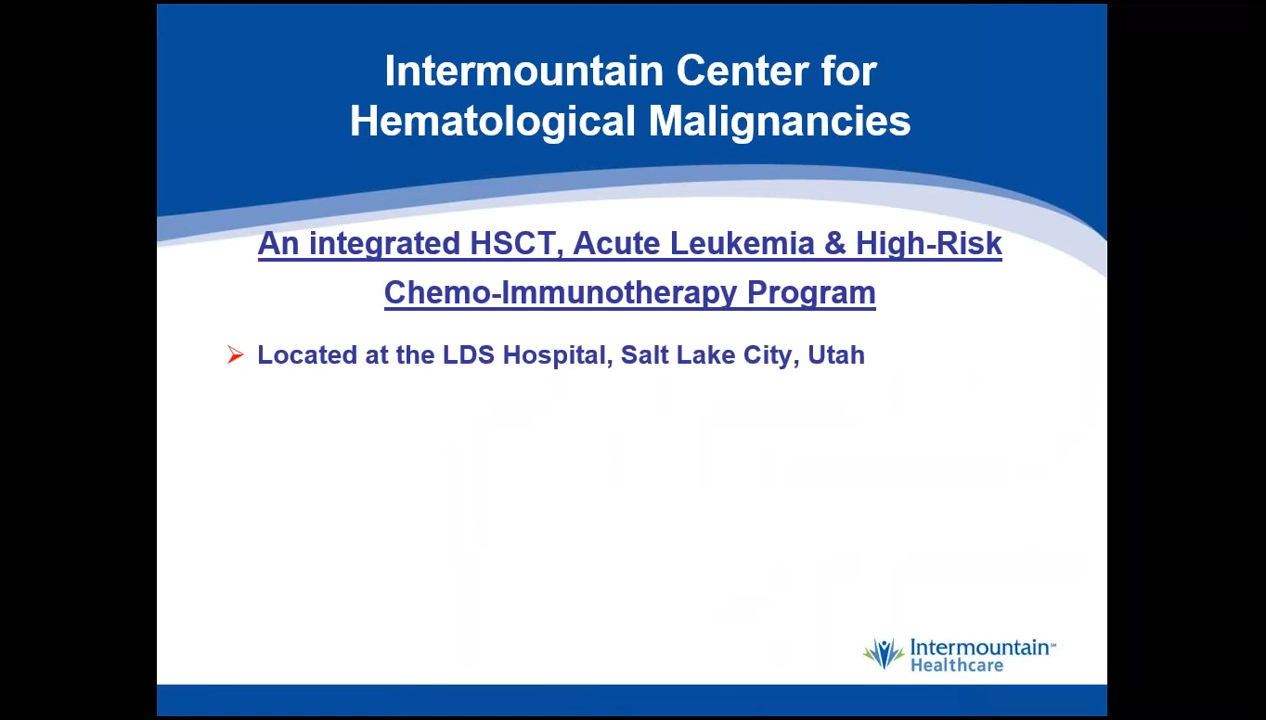 Intermountain Center for
Hematological Malignancies
An integrated HSCT, Acute Leukemia & High-Risk
Chemo-Immunotherapy Program
Located at the LDS Hospital, Salt Lake City, Utah
Intermountain℠
Healthcare